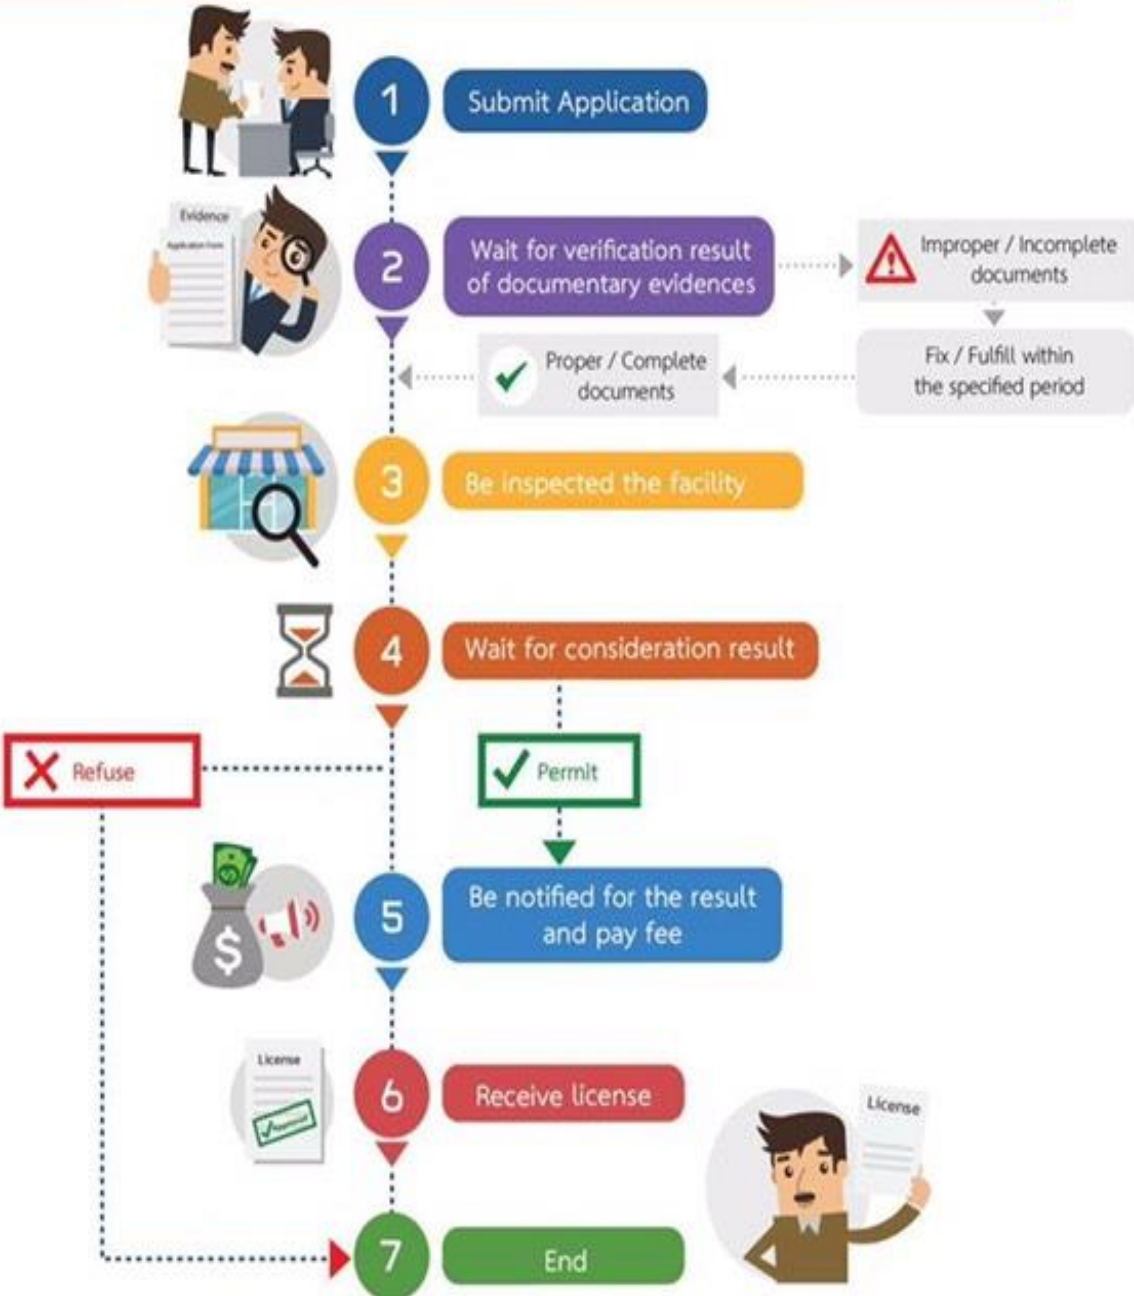 1
Submit Application
Evidence
Application Form
2
Wait for verification result
of documentary evidences
Improper / Incomplete
documents
Fix / Fulfill within
the specified period
Proper / Complete
documents
3
Be inspected the facility
4
Wait for consideration result
Refuse
Permit
$
5
Be notified for the result
and pay fee
License
Approved
6
Receive license
License
7
End